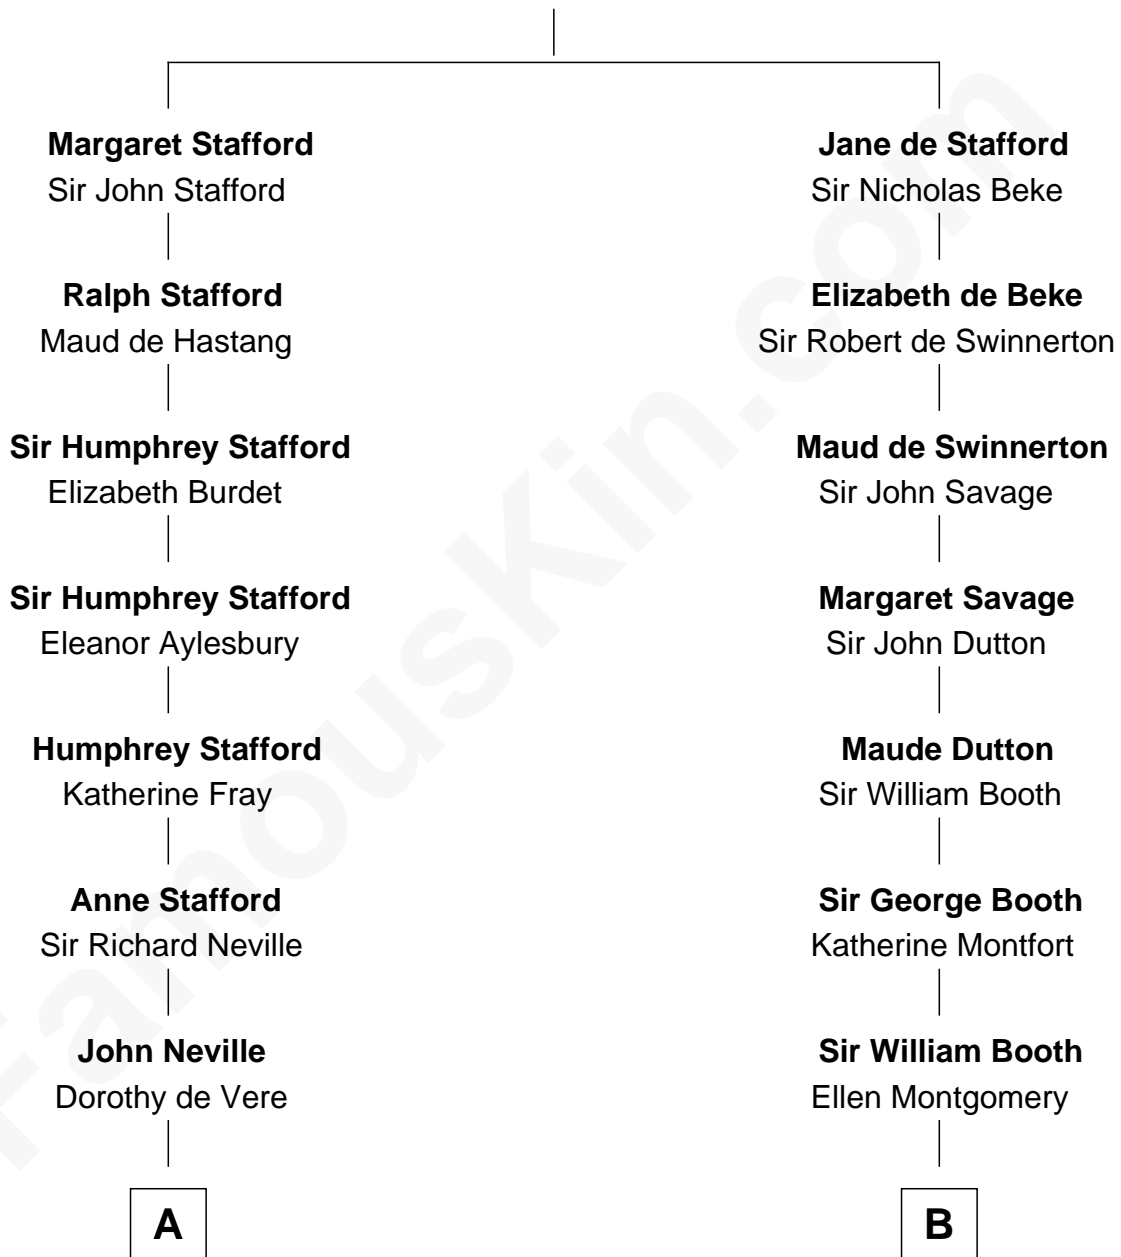 Margaret Stafford
Sir John Stafford
Jane de Stafford
Sir Nicholas Beke
Ralph Stafford
Maud de Hastang
Elizabeth de Beke
Sir Robert de Swinnerton
Sir Humphrey Stafford
Elizabeth Burdet
Maud de Swinnerton
Sir John Savage
Sir Humphrey Stafford
Eleanor Aylesbury
Margaret Savage
Sir John Dutton
Humphrey Stafford
Katherine Fray
Maude Dutton
Sir William Booth
Anne Stafford
Sir Richard Neville
Sir George Booth
Katherine Montfort
John Neville
Dorothy de Vere
Sir William Booth
Ellen Montgomery
A
B
FamousKin.com